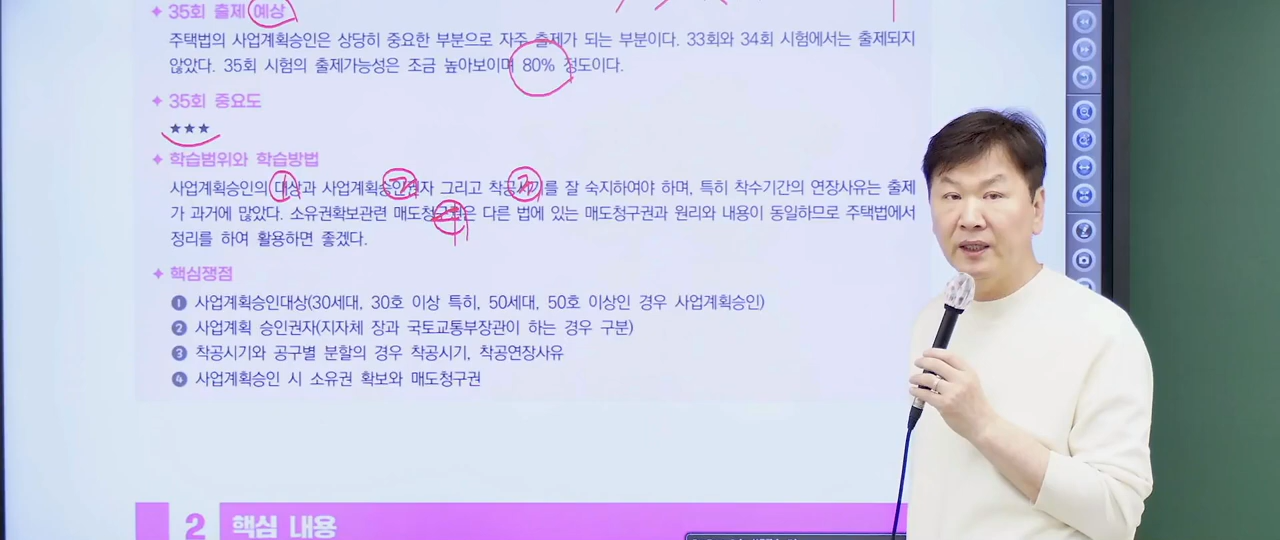 ✦ 35회 출제 예상
주택법의 사업계획승인은 상당히 중요한 부분으로 자주 출제가 되는 부분이다. 33회와 34회 시험에서는 출제되지
않았다. 35회 시험의 출제가능성은 조금 높아보이며 80% 정도이다.
✦ 35회 중요도
★★★
✦ 학습범위와 학습방법
사업계획승인의 대상과 사업계획승인권자 그리고 착공시기를 잘 숙지하여야 하며, 특히 착수기간의 연장사유는 출제
가 과거에 많았다. 소유권확보관련 매도청구권은 다른 법에 있는 매도청구권과 원리와 내용이 동일하므로 주택법에서
정리를 하여 활용하면 좋겠다.
✦ 핵심쟁점
❶ 사업계획승인대상(30세대, 30호 이상 특히, 50세대, 50호 이상인 경우 사업계획승인)
❷ 사업계획 승인권자(지자체 장과 국토교통부장관이 하는 경우 구분)
❸ 착공시기와 공구별 분할의 경우 착공시기, 착공연장사유
❹ 사업계획승인 시 소유권 확보와 매도청구권
2 핵심 내용